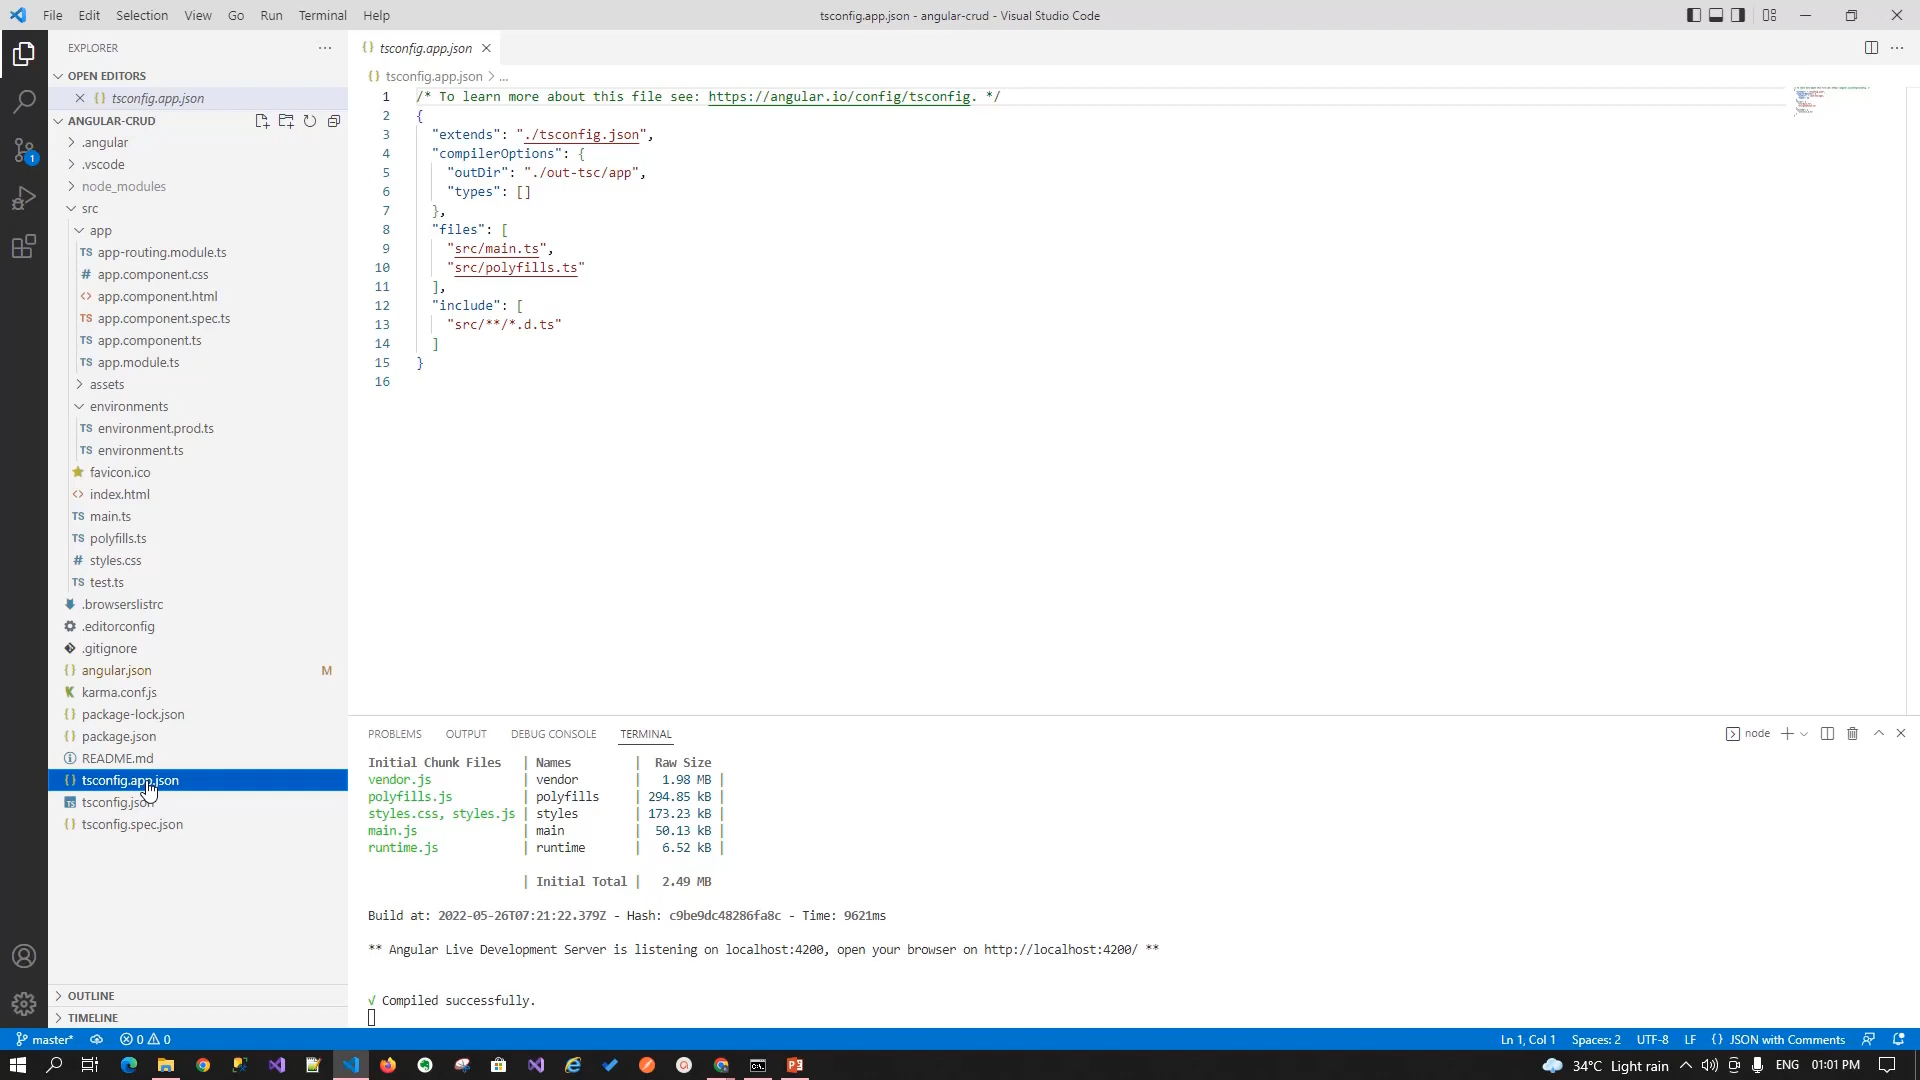 File Edit Selection View Go Run Terminal Help
tsconfig.app.json - angular-crud - Visual Studio Code
EXPLORER
OPEN EDITORS
tsconfig.app.json
ANGULAR-CRUD
.angular
.vscode
node_modules
src
app
TS app-routing.module.ts
# app.component.css
<> app.component.html
TS app.component.spec.ts
TS app.component.ts
TS app.module.ts
assets
environments
TS environment.prod.ts
TS environment.ts
favicon.ico
<> index.html
TS main.ts
TS polyfills.ts
# styles.css
TS test.ts
.browserslistrc
.editorconfig
.gitignore
{} angular.json M
karma.conf.js
{} package-lock.json
{} package.json
README.md
{} tsconfig.app.json
TS tsconfig.json
{} tsconfig.spec.json
OUTLINE
TIMELINE
{} tsconfig.app.json
{} tsconfig.app.json > ...
1 /* To learn more about this file see: https://angular.io/config/tsconfig. */
2 {
3 "extends": "./tsconfig.json",
4 "compilerOptions": {
5 "outDir": "./out-tsc/app",
6 "types": []
7 },
8 "files": [
9 "src/main.ts",
10 "src/polyfills.ts"
11 ],
12 "include": [
13 "src/**/*.d.ts"
14 ]
15 }
16
PROBLEMS OUTPUT DEBUG CONSOLE TERMINAL
node
Initial Chunk Files | Names | Raw Size
vendor.js | vendor | 1.98 MB |
polyfills.js | polyfills | 294.85 kB |
styles.css, styles.js | styles | 173.23 kB |
main.js | main | 50.13 kB |
runtime.js | runtime | 6.52 kB |
| Initial Total | 2.49 MB
Build at: 2022-05-26T07:21:22.379Z - Hash: c9be9dc48286fa8c - Time: 9621ms
** Angular Live Development Server is listening on localhost:4200, open your browser on http://localhost:4200/ **
√ Compiled successfully.
master* 0 0
Ln 1, Col 1 Spaces: 2 UTF-8 LF {} JSON with Comments
34°C Light rain ENG 01:01 PM